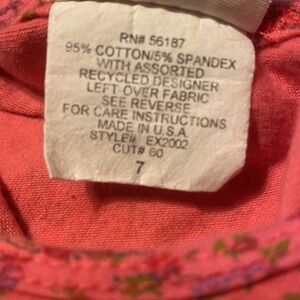 RN# 56187
95% COTTON/5% SPANDEX
WITH ASSORTED
RECYCLED DESIGNER
LEFT-OVER FABRIC
SEE REVERSE
FOR CARE INSTRUCTIONS
MADE IN U.S.A
STYLE# EX2002
CUT# 60
7